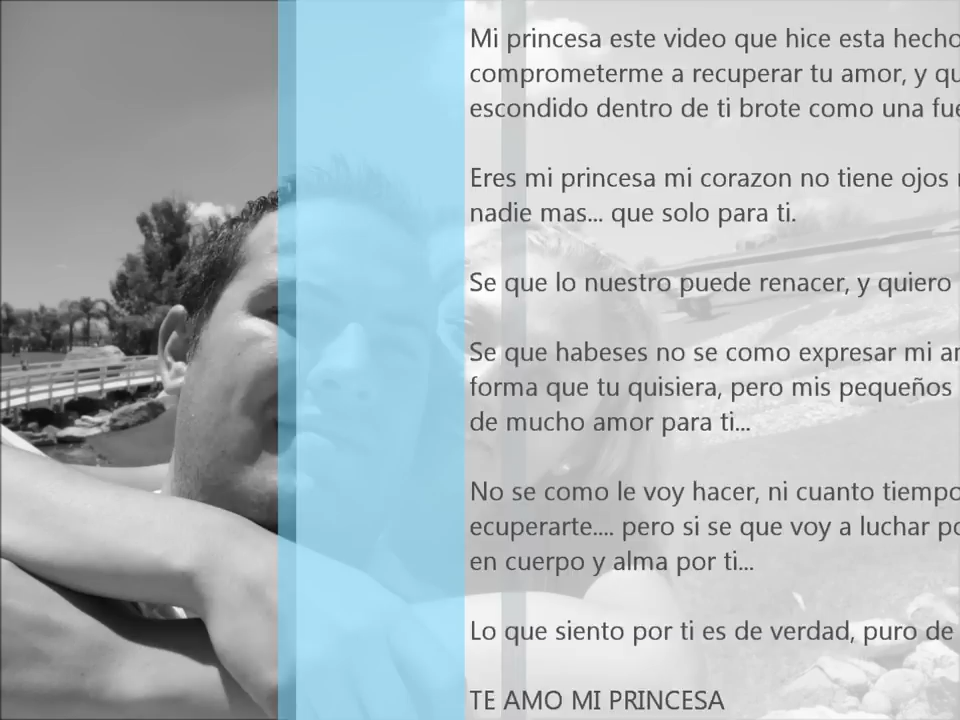 Mi princesa este video que hice esta hecho
comprometerme a recuperar tu amor, y qu
escondido dentro de ti brote como una fue
Eres mi princesa mi corazon no tiene ojos
nadie mas... que solo para ti.
Se que lo nuestro puede renacer, y quiero
Se que habeses no se como expresar mi
forma que tu quisiera, pero mis pequeños
de mucho amor para ti...
No se como le voy hacer, ni cuanto tiempo
ecuperarte.... pero si se que voy a luchar
en cuerpo y alma por ti...
Lo que siento por ti es de verdad, puro de
TE AMO MI PRINCESA